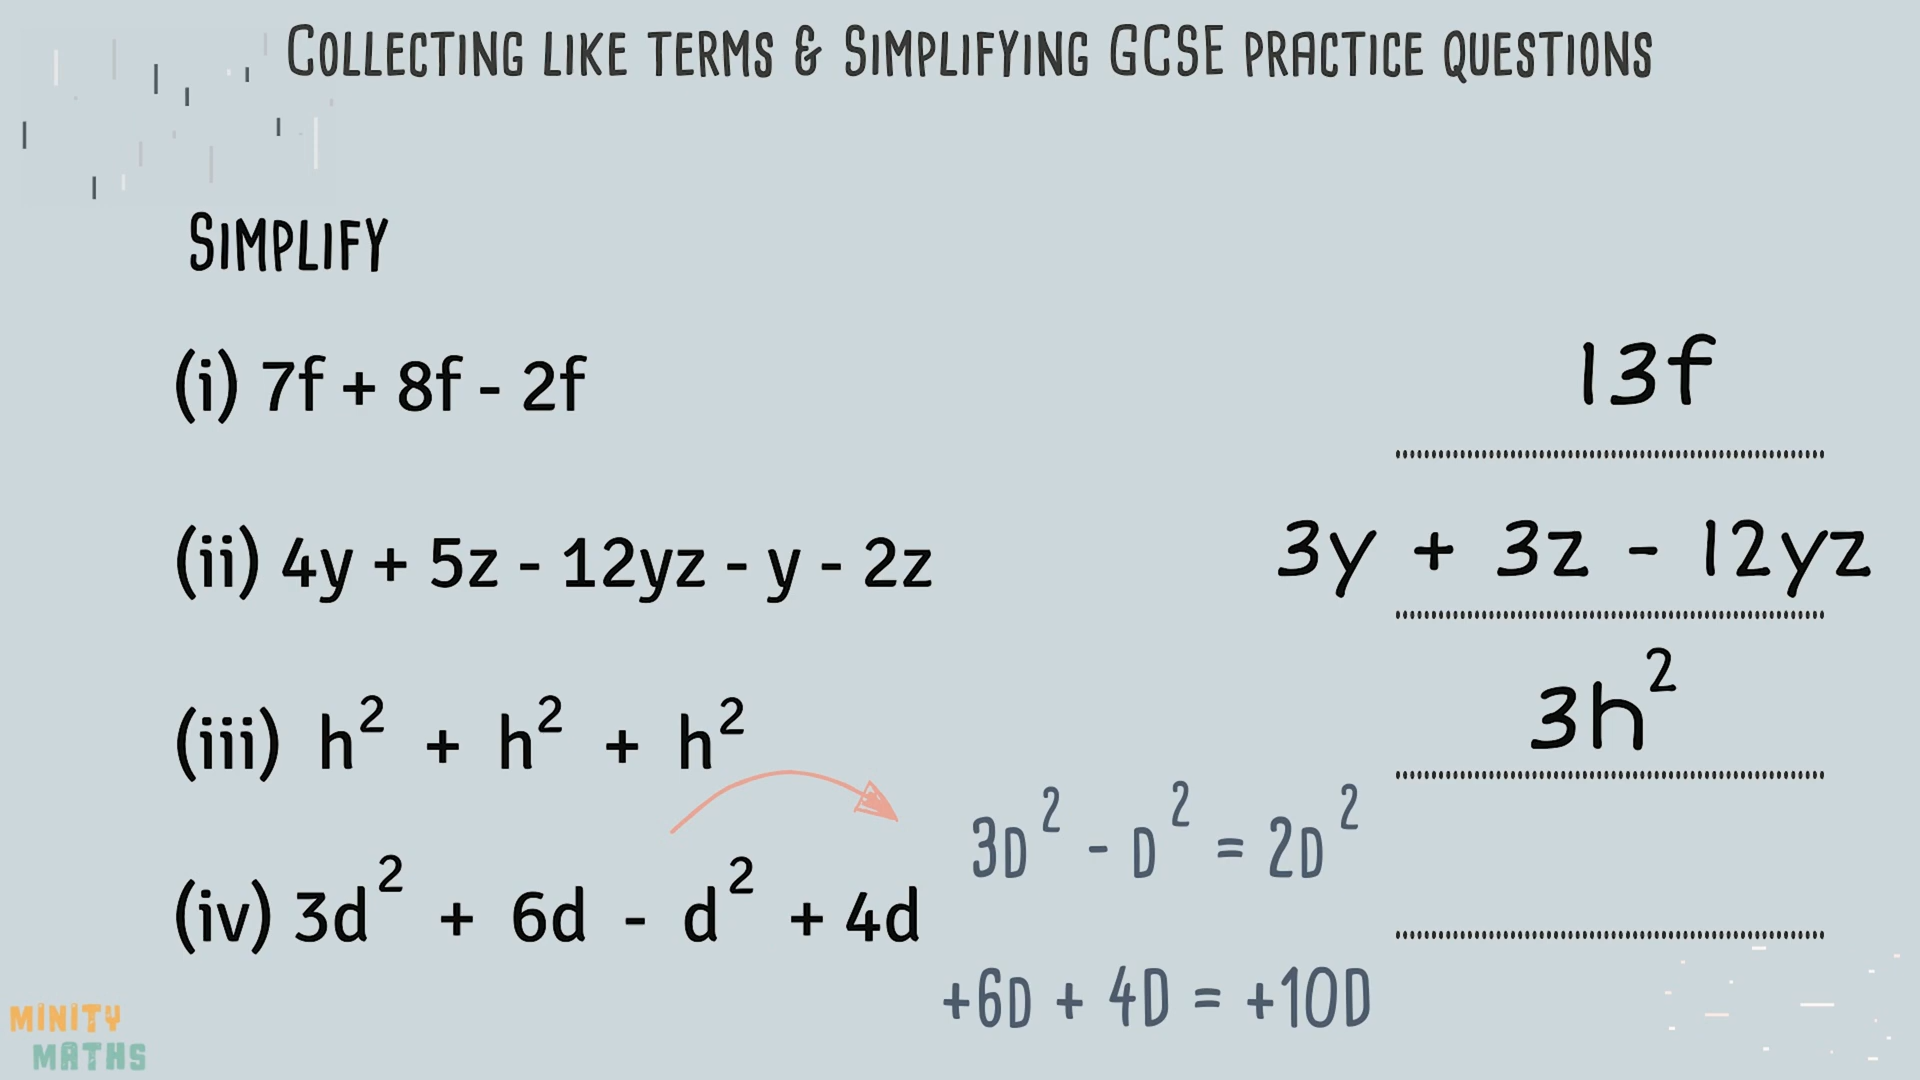 Collecting like terms & Simplifying GCSE practice questions
Simplify
(i) 7f + 8f - 2f
13f
(ii) 4y + 5z - 12yz - y - 2z
3y + 3z - 12yz
(iii) h² + h² + h²
3h²
(iv) 3d² + 6d - d² + 4d
3D² - D² = 2D²
+6D + 4D = +10D
MINITY
MATHS